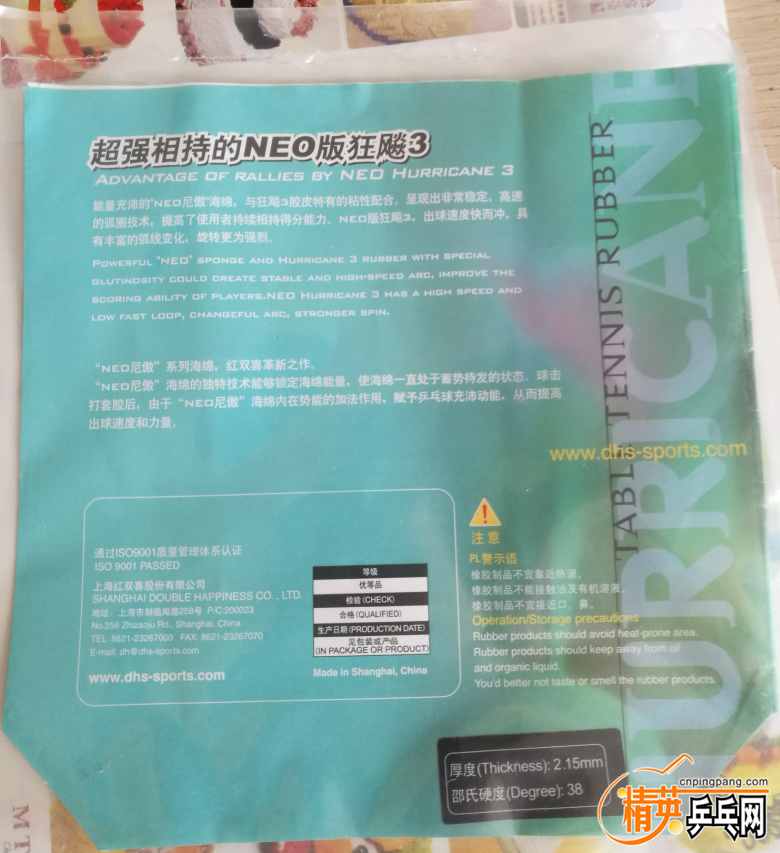 超强相持的NEO版狂飚3
ADVANTAGE OF RALLIES BY NEO HURRICANE 3
能量充沛的"NEO尼傲"海绵，与狂飚3胶皮特有的粘性配合，呈现出非常稳定、高速
的弧圈技术，提高了使用者持续相持得分能力。NEO版狂飚3，出球速度快而冲，具
有丰富的弧线变化，旋转更为强烈。
POWERFUL "NEO" SPONGE AND HURRICANE 3 RUBBER WITH SPECIAL
GLUTINOSITY COULD CREATE STABLE AND HIGH-SPEED ARC, IMPROVE THE
SCORING ABILITY OF PLAYERS.NEO HURRICANE 3 HAS A HIGH SPEED AND
LOW FAST LOOP, CHANGEFUL ARC, STRONGER SPIN.
"NEO尼傲"系列海绵，红双喜革新之作。
"NEO尼傲"海绵的独特技术能够锁定海绵能量，使海绵一直处于蓄势待发的状态。球击
打套胶后，由于"NEO尼傲"海绵内在势能的加法作用，赋予乒乓球充沛动能，从而提高
出球速度和力量。
TABLE TENNIS RUBBER
HURRICANE
www.dhs-sports.com
通过ISO9001质量管理体系认证
ISO 9001 PASSED
上海红双喜股份有限公司
SHANGHAI DOUBLE HAPPINESS CO., LTD.
地址：上海市制造局路258号 P/C:200023
No.258 Zhizaoju Rd., Shanghai, China
TEL: 8621-23267000 FAX: 8621-23267070
E-mail: dh@dhs-sports.com
www.dhs-sports.com
等级
优等品
检验(CHECK)
合格(QUALIFIED)
生产日期(PRODUCTION DATE)
见包装或产品
(IN PACKAGE OR PRODUCT)
Made in Shanghai, China
注意
PL警示语
橡胶制品不宜靠近热源。
橡胶制品不能接触油及有机溶液。
橡胶制品不宜接近口、鼻。
Operation/Storage precautions
Rubber products should avoid heat-prone area.
Rubber products should keep away from oil
and organic liquid.
You'd better not taste or smell the rubber products.
厚度(Thickness): 2.15mm
邵氏硬度(Degree): 38
cnpingpang.com
精英乒乓网
MT